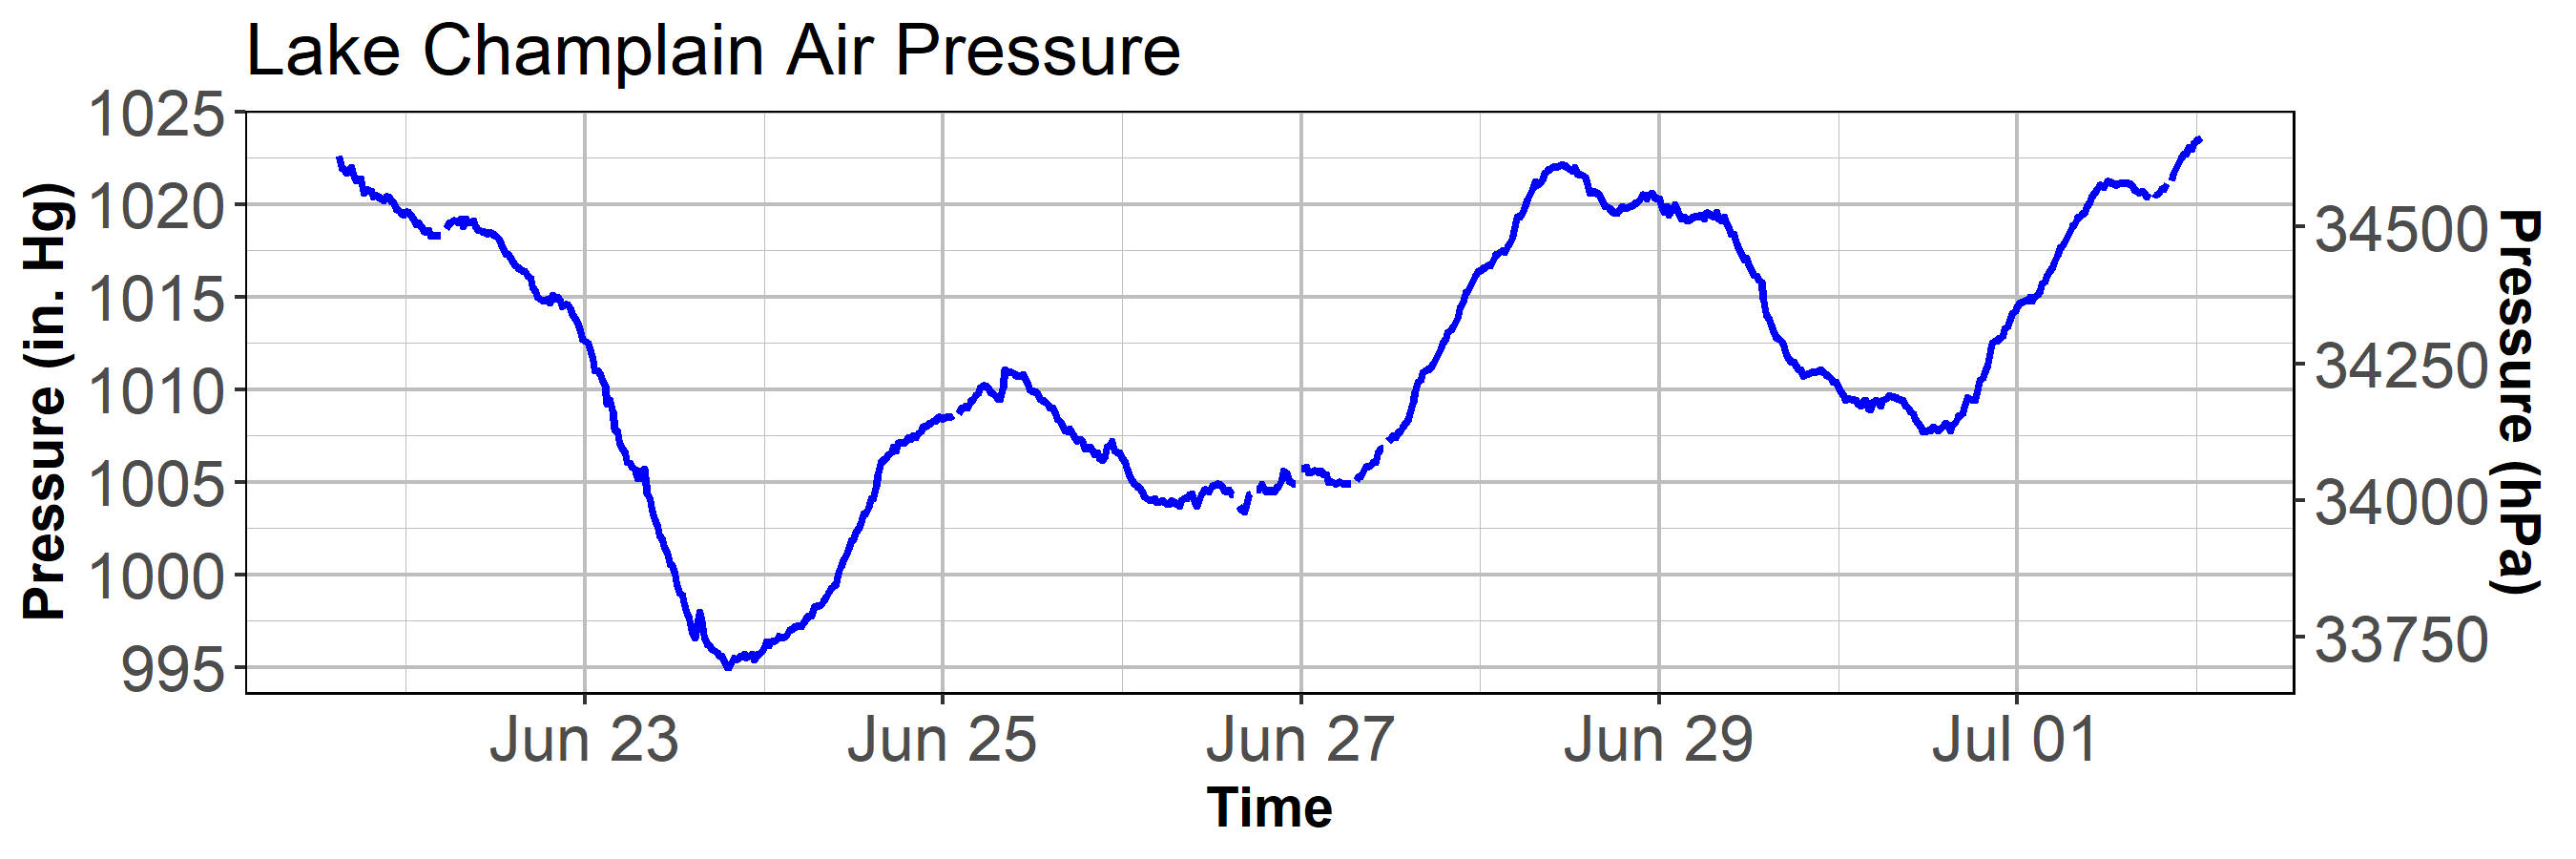 Lake Champlain Air Pressure
Pressure (in. Hg)
1025
1020
1015
1010
1005
1000
995
34500
34250
34000
33750
Pressure (hPa)
Jun 23
Jun 25
Jun 27
Jun 29
Jul 01
Time